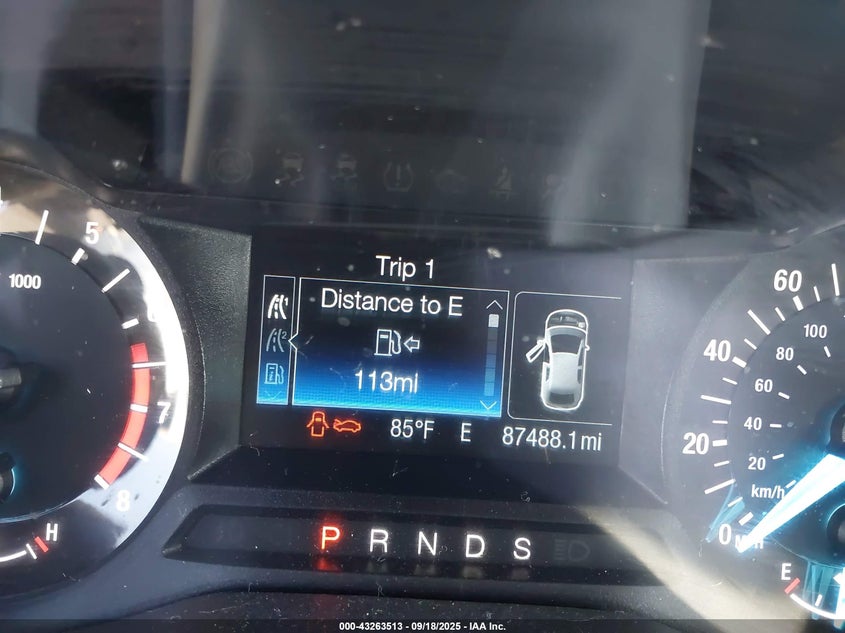 Trip 1
Distance to E
113mi
85°F E 87488.1mi
P R N D S
1000
5
7
8
H
60
40
20
0
100
80
60
40
20
km/h
E
000-43263513 - 09/18/2025 - IAA Inc.